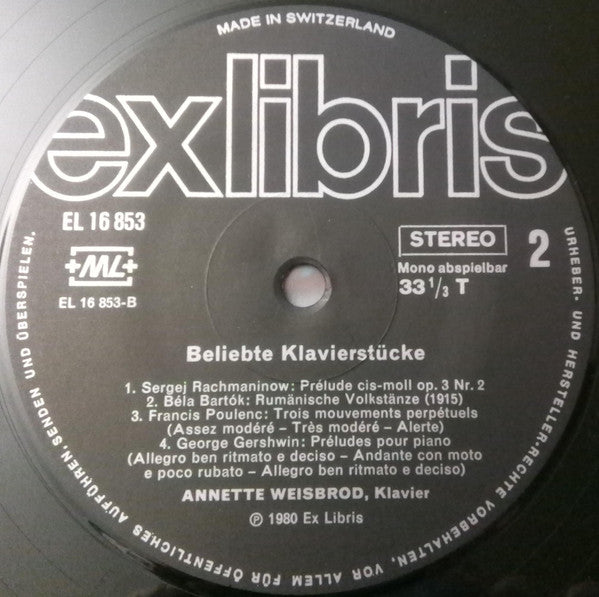 MADE IN SWITZERLAND
exlibris
EL 16 853
+ML+
EL 16 853-B
STEREO
Mono abspielbar
33 1/3 T
2
Beliebte Klavierstücke
1. Sergej Rachmaninow: Prélude cis-moll op. 3 Nr. 2
2. Béla Bartók: Rumänische Volkstänze (1915)
3. Francis Poulenc: Trois mouvements perpétuels
(Assez modéré – Très modéré – Alerte)
4. George Gershwin: Préludes pour piano
(Allegro ben ritmato e deciso – Andante con moto
e poco rubato – Allegro ben ritmato e deciso)
ANNETTE WEISBROD, Klavier
℗ 1980 Ex Libris
URHEBER- UND HERSTELLER-RECHTE VORBEHALTEN, VOR ALLEM FÜR ÖFFENTLICHES AUFFÜHREN, SENDEN UND ÜBERSPIELEN.